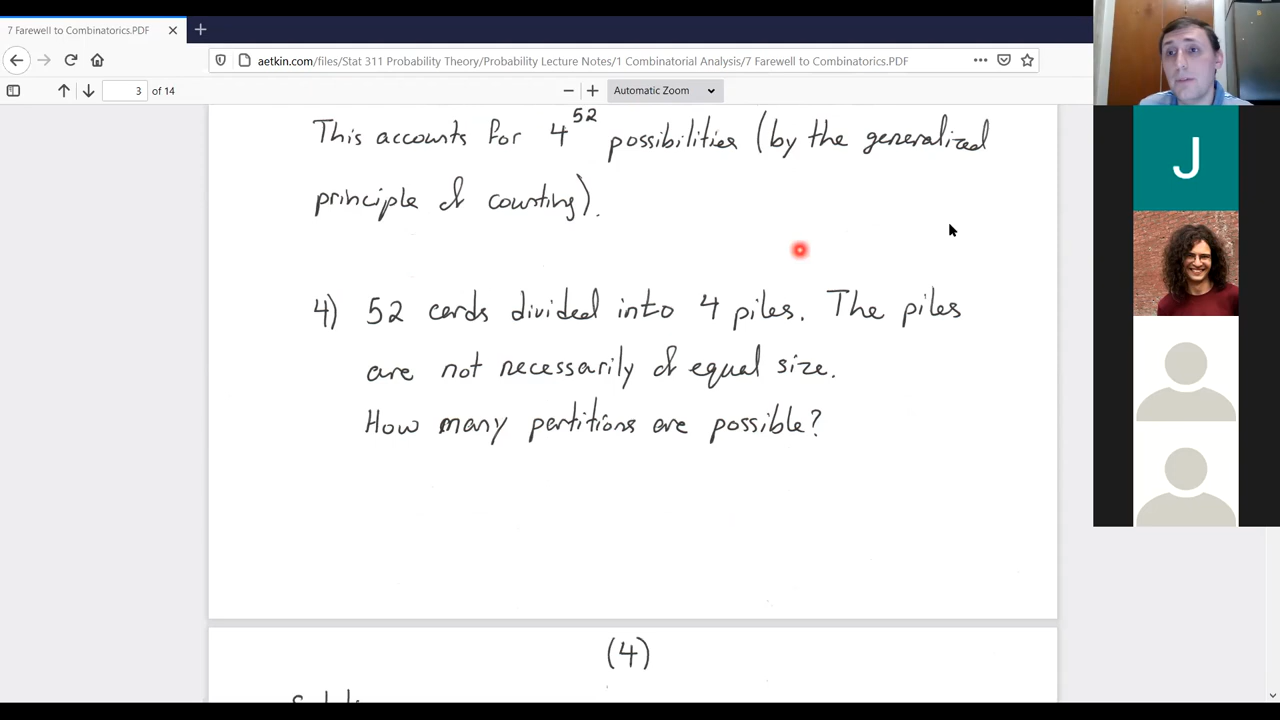 7 Farewell to Combinatorics.PDF
aetkin.com/files/Stat 311 Probability Theory/Probability Lecture Notes/1 Combinatorial Analysis/7 Farewell to Combinatorics.PDF
3 of 14
Automatic Zoom
This accounts for 4^52 possibilities (by the generalized
principle of counting).
J
4) 52 cards divided into 4 piles. The piles
are not necessarily of equal size.
How many partitions are possible?
(4)